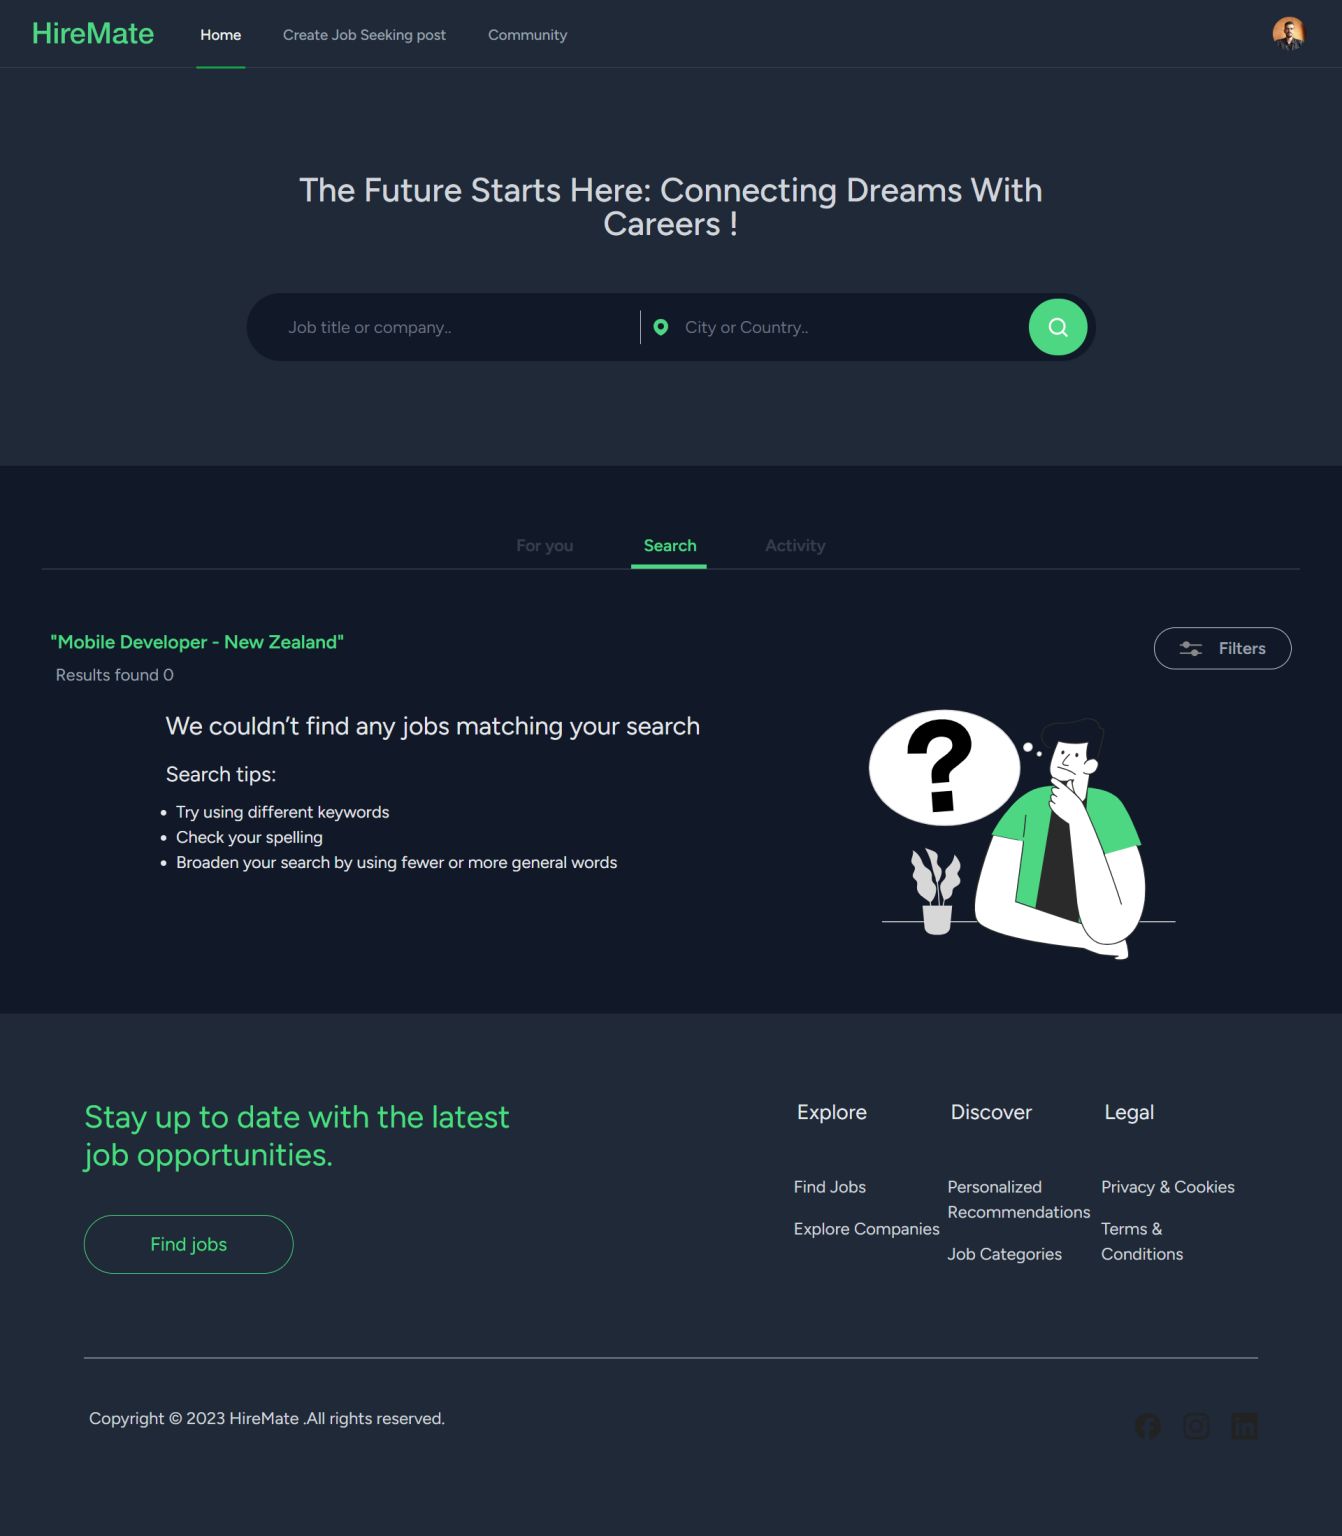 HireMate
Home
Create Job Seeking post
Community
The Future Starts Here: Connecting Dreams With
Careers !
Job title or company..
City or Country..
For you
Search
Activity
"Mobile Developer - New Zealand"
Filters
Results found 0
We couldn’t find any jobs matching your search
Search tips:
Try using different keywords
Check your spelling
Broaden your search by using fewer or more general words
?
Stay up to date with the latest
job opportunities.
Find jobs
Explore
Find Jobs
Explore Companies
Discover
Personalized
Recommendations
Job Categories
Legal
Privacy & Cookies
Terms &
Conditions
Copyright © 2023 HireMate .All rights reserved.